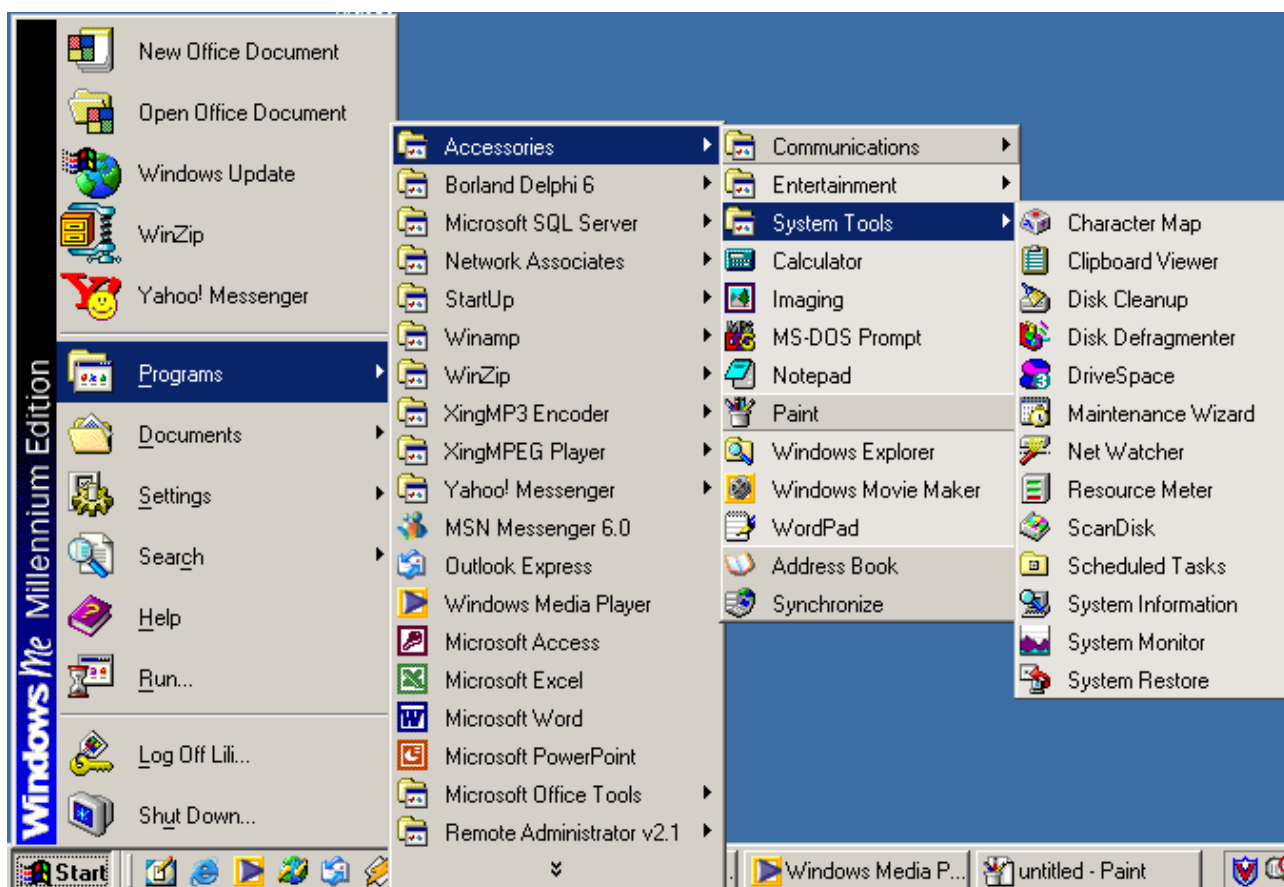 New Office Document
Open Office Document
Windows Update
WinZip
Yahoo! Messenger
Programs
Documents
Settings
Search
Help
Run...
Log Off Lili...
Shut Down...
Windows Me Millennium Edition
Accessories
Borland Delphi 6
Microsoft SQL Server
Network Associates
StartUp
Winamp
WinZip
XingMP3 Encoder
XingMPEG Player
Yahoo! Messenger
MSN Messenger 6.0
Outlook Express
Windows Media Player
Microsoft Access
Microsoft Excel
Microsoft Word
Microsoft PowerPoint
Microsoft Office Tools
Remote Administrator v2.1
Communications
Entertainment
System Tools
Calculator
Imaging
MS-DOS Prompt
Notepad
Paint
Windows Explorer
Windows Movie Maker
WordPad
Address Book
Synchronize
Character Map
Clipboard Viewer
Disk Cleanup
Disk Defragmenter
DriveSpace
Maintenance Wizard
Net Watcher
Resource Meter
ScanDisk
Scheduled Tasks
System Information
System Monitor
System Restore
Start
Windows Media P...
untitled - Paint